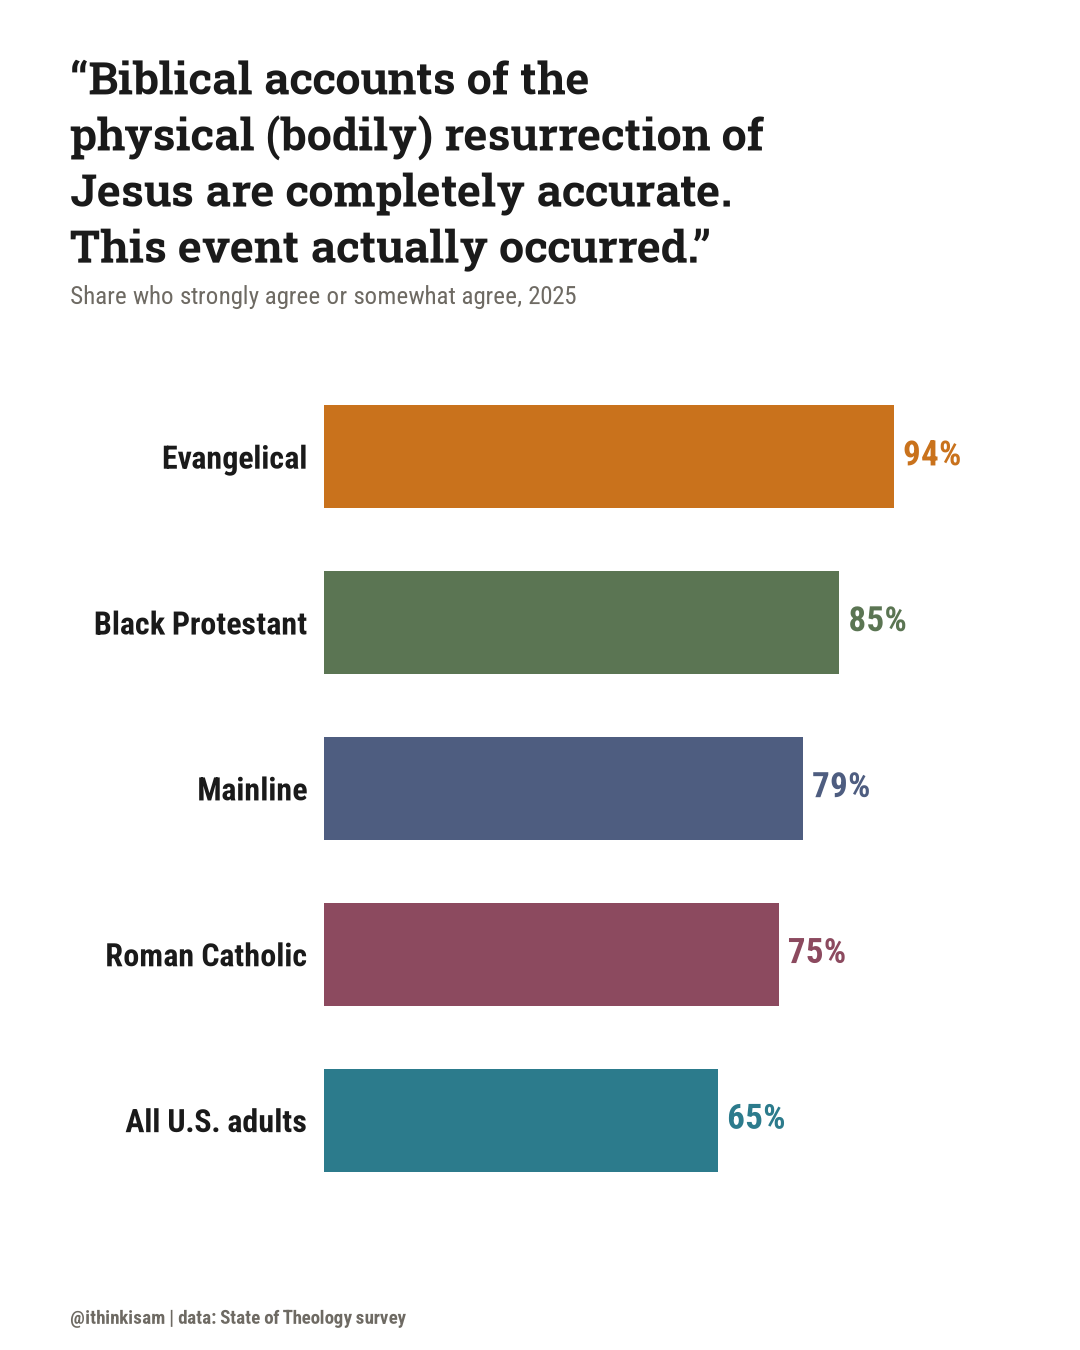 “Biblical accounts of the
physical (bodily) resurrection of
Jesus are completely accurate.
This event actually occurred.”
Share who strongly agree or somewhat agree, 2025
Evangelical 94%
Black Protestant 85%
Mainline 79%
Roman Catholic 75%
All U.S. adults 65%
@ithinkisam | data: State of Theology survey